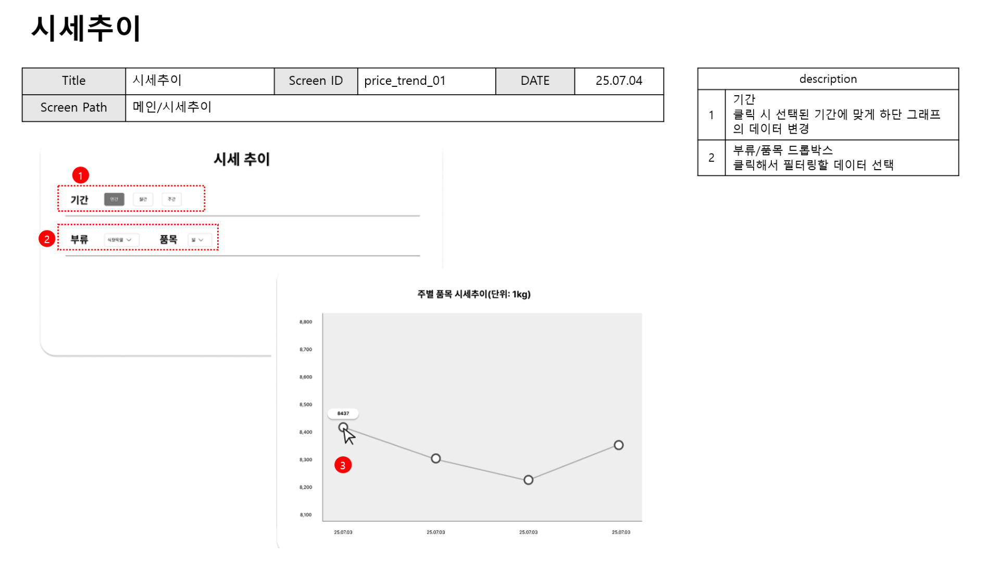 시세추이
Title 시세추이 Screen ID price_trend_01 DATE 25.07.04
Screen Path 메인/시세추이
description
1 기간
클릭 시 선택된 기간에 맞게 하단 그래프
의 데이터 변경
2 부류/품목 드롭박스
클릭해서 필터링할 데이터 선택
시세 추이
1
기간 연간 월간 주간
2
부류 식량작물 품목 쌀
주별 품목 시세추이(단위: 1kg)
8,800
8,700
8,600
8,500
8437
8,400
8,300
3
8,200
8,100
25.07.03 25.07.03 25.07.03 25.07.03